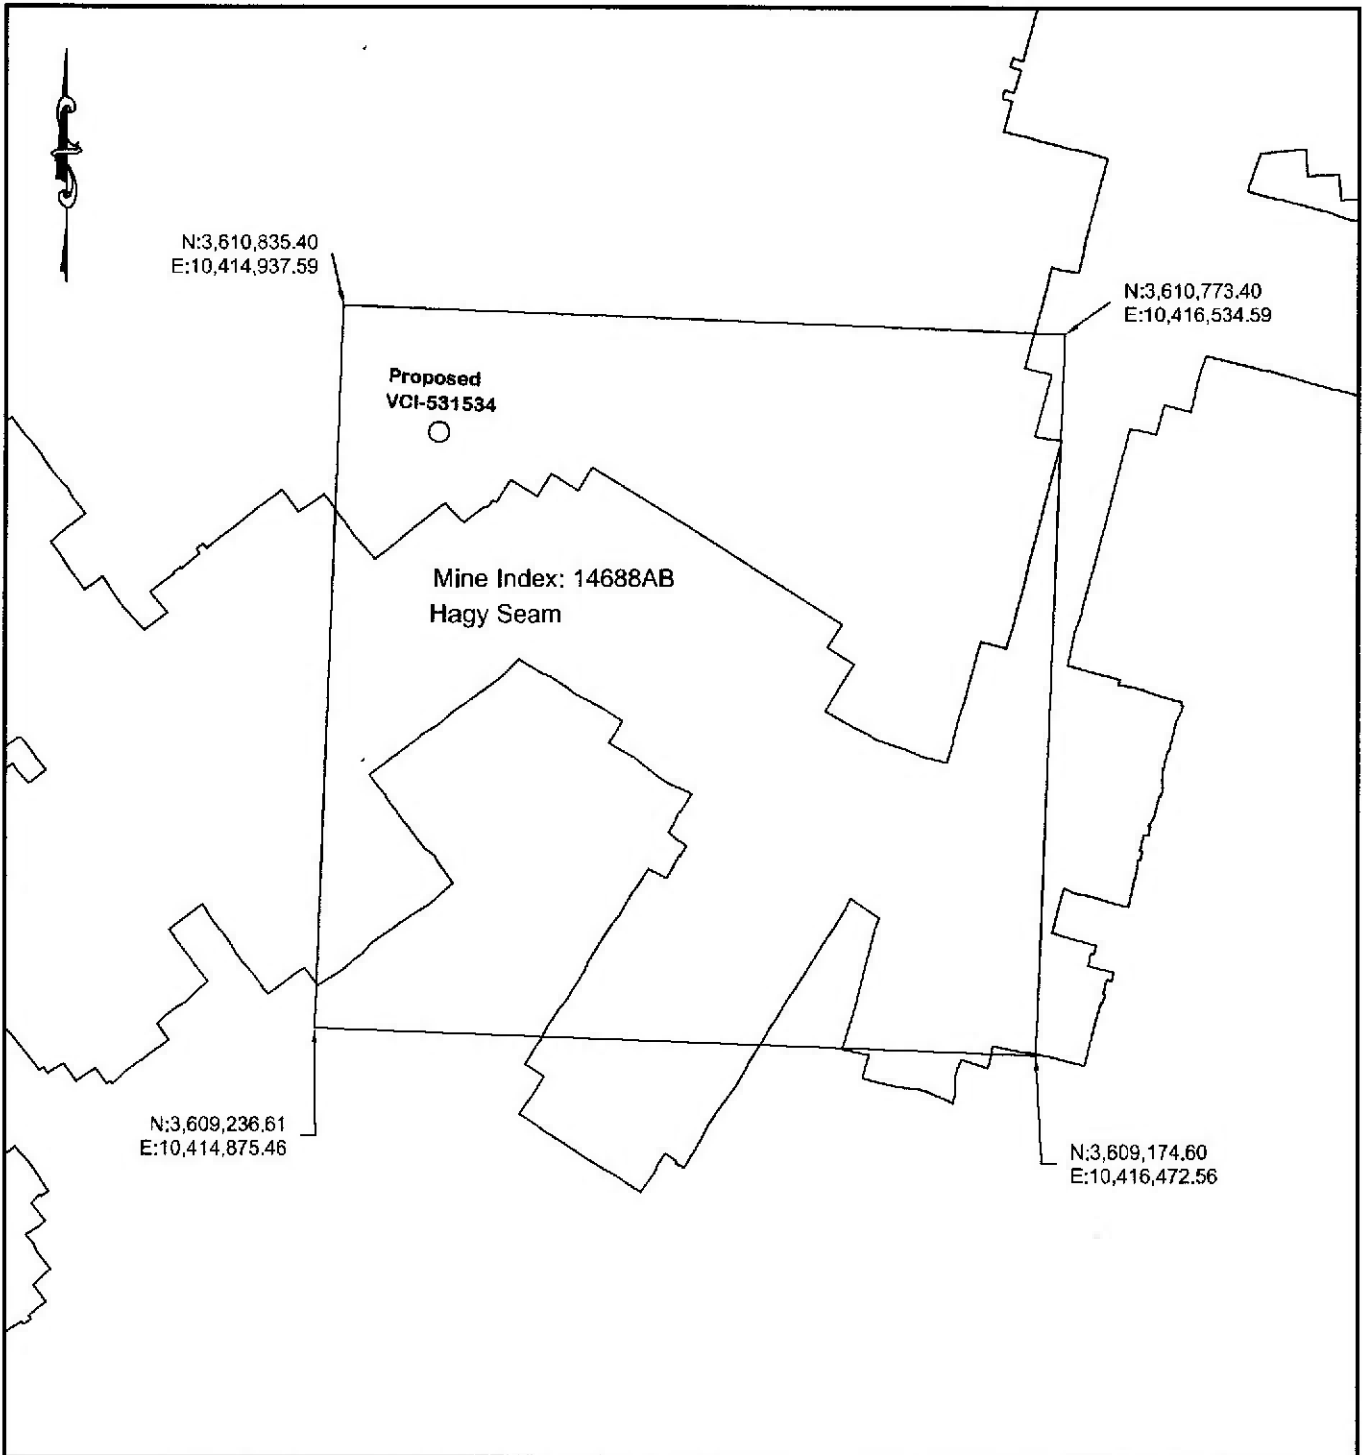 N:3,610,835.40
E:10,414,937.59
N:3,610,773.40
E:10,416,534.59
Proposed
VCI-531534
Mine Index: 14688AB
Hagy Seam
N:3,609,236.61
E:10,414,875.46
N:3,609,174.60
E:10,416,472.56